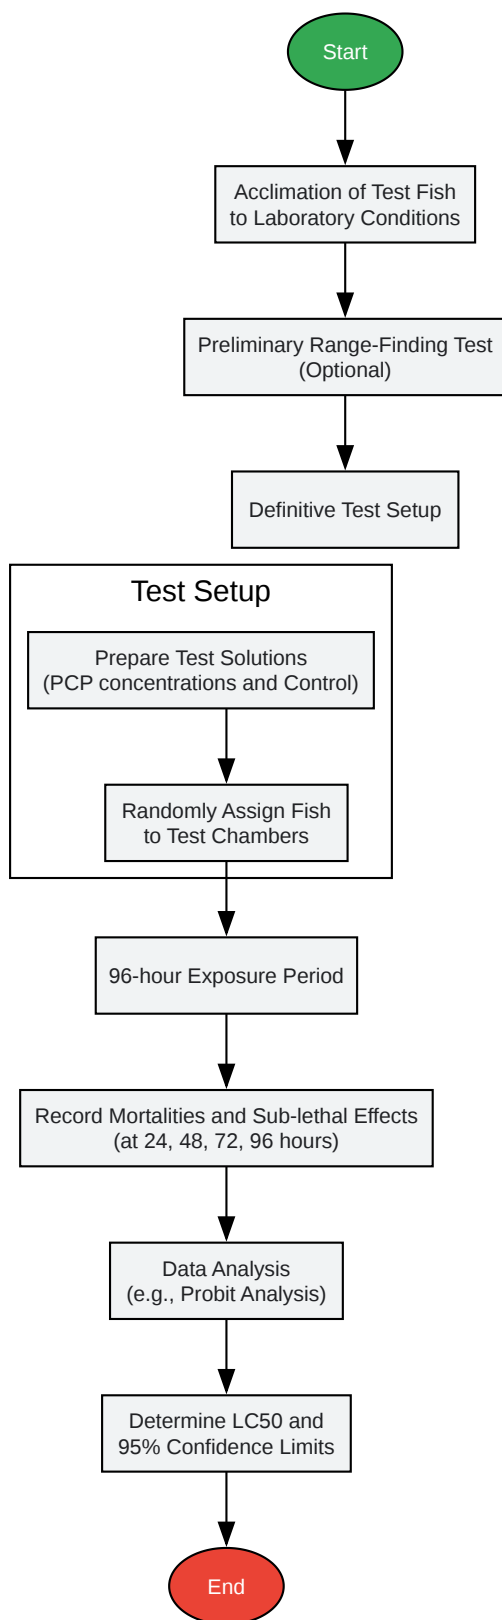 Start
Acclimation of Test Fish
to Laboratory Conditions
Preliminary Range-Finding Test
(Optional)
Definitive Test Setup
Test Setup
Prepare Test Solutions
(PCP concentrations and Control)
Randomly Assign Fish
to Test Chambers
96-hour Exposure Period
Record Mortalities and Sub-lethal Effects
(at 24, 48, 72, 96 hours)
Data Analysis
(e.g., Probit Analysis)
Determine LC50 and
95% Confidence Limits
End